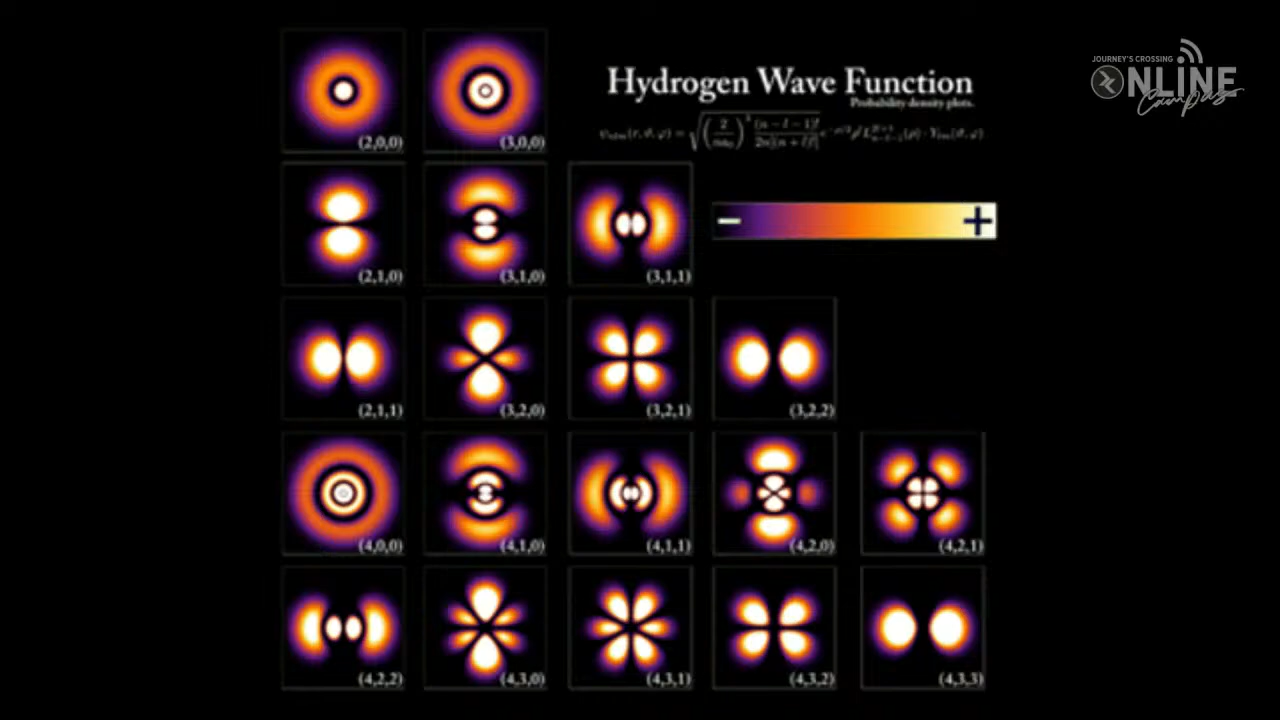 JOURNEY'S CROSSING
ONLINE
Campus
Hydrogen Wave Function
Probability density plots.
(2,0,0) (3,0,0)
− +
(2,1,0) (3,1,0) (3,1,1)
(2,1,1) (3,2,0) (3,2,1) (3,2,2)
(4,0,0) (4,1,0) (4,1,1) (4,2,0) (4,2,1)
(4,2,2) (4,3,0) (4,3,1) (4,3,2) (4,3,3)